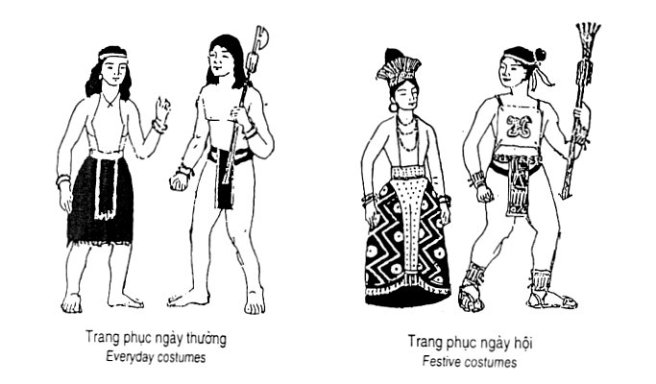 Trang phục ngày thường
Everyday costumes
Trang phục ngày hội
Festive costumes